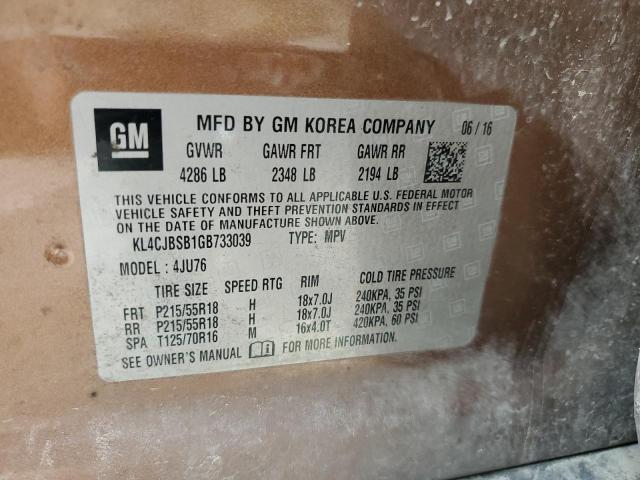 GM
MFD BY GM KOREA COMPANY 06 / 16
GVWR GAWR FRT GAWR RR
4286 LB 2348 LB 2194 LB
THIS VEHICLE CONFORMS TO ALL APPLICABLE U.S. FEDERAL MOTOR
VEHICLE SAFETY AND THEFT PREVENTION STANDARDS IN EFFECT
ON THE DATE OF MANUFACTURE SHOWN ABOVE.
KL4CJBSB1GB733039 TYPE: MPV
MODEL : 4JU76
TIRE SIZE SPEED RTG RIM COLD TIRE PRESSURE
FRT P215/55R18 H 18x7.0J 240KPA, 35 PSI
RR P215/55R18 H 18x7.0J 240KPA, 35 PSI
SPA T125/70R16 M 16x4.0T 420KPA, 60 PSI
SEE OWNER'S MANUAL FOR MORE INFORMATION.